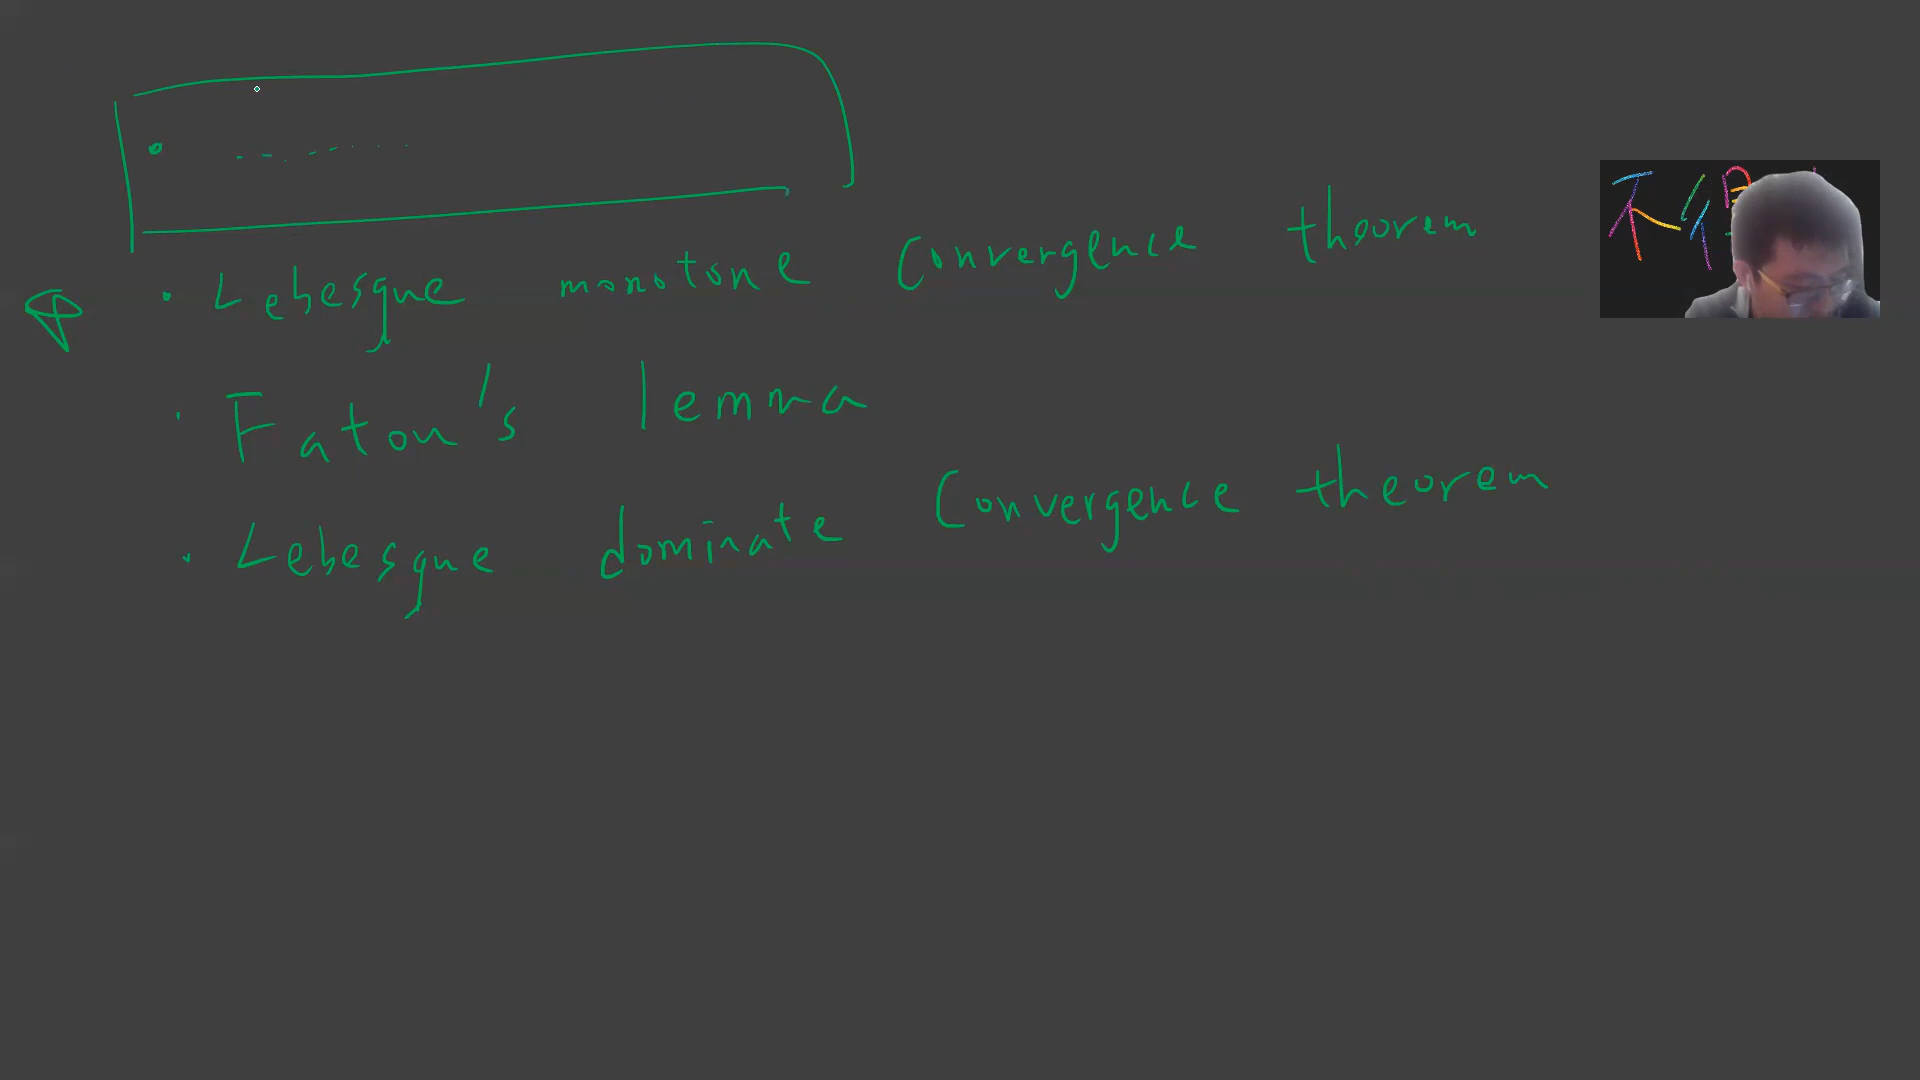 • Lebesgue monotone Convergence theorem
• Fatou's lemma
• Lebesgue dominate Convergence theorem